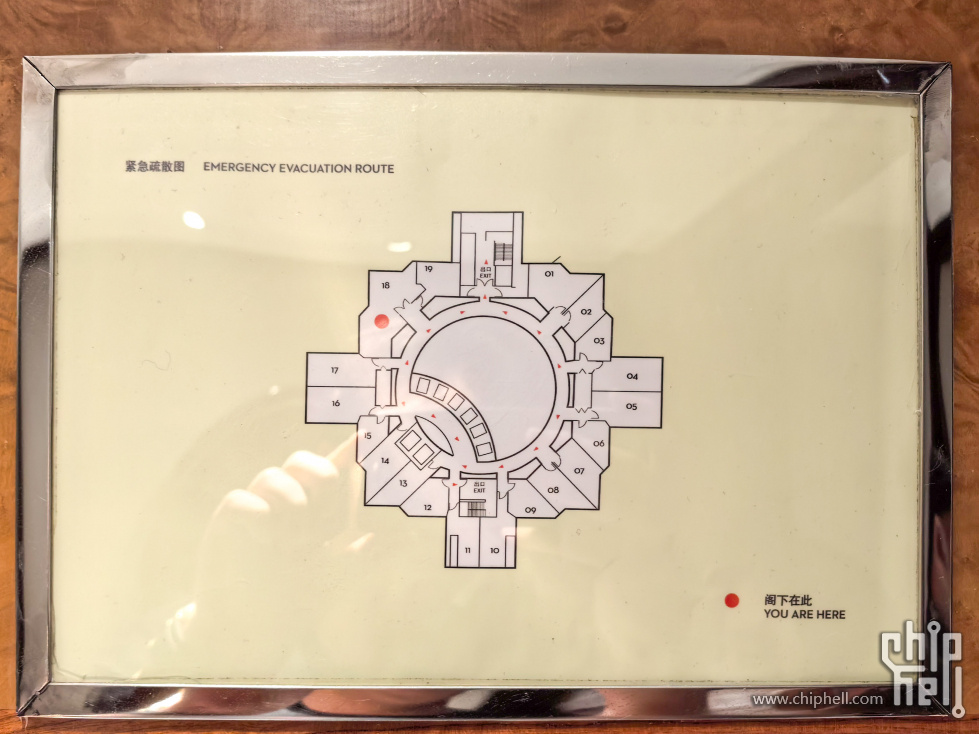 紧急疏散图 EMERGENCY EVACUATION ROUTE
19
18
出口
EXIT
01
02
03
17
04
16
05
15
06
14
07
13
出口
EXIT
08
12
09
11
10
阁下在此
YOU ARE HERE
chip
hell
www.chiphell.com